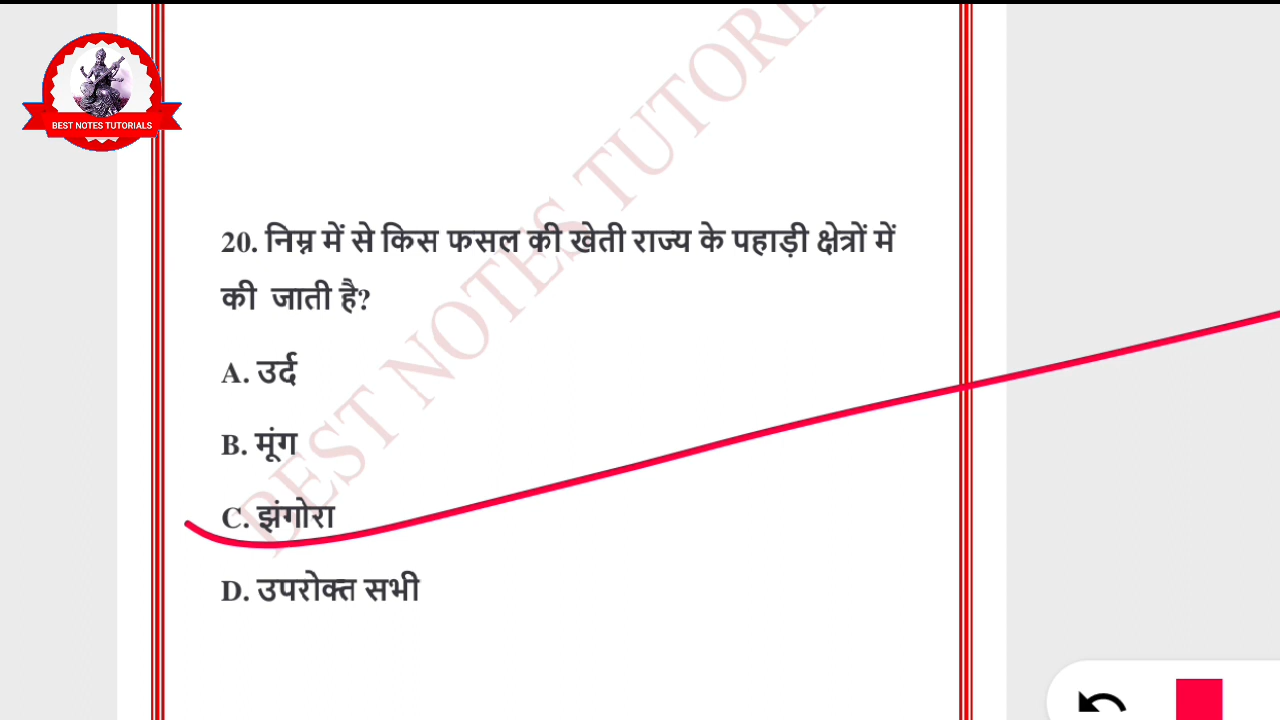 BEST NOTES TUTORIALS
BEST NOTES TUTORI
20. निम्न में से किस फसल की खेती राज्य के पहाड़ी क्षेत्रों में
की जाती है?
A. उर्द
B. मूंग
C. झंगोरा
D. उपरोक्त सभी